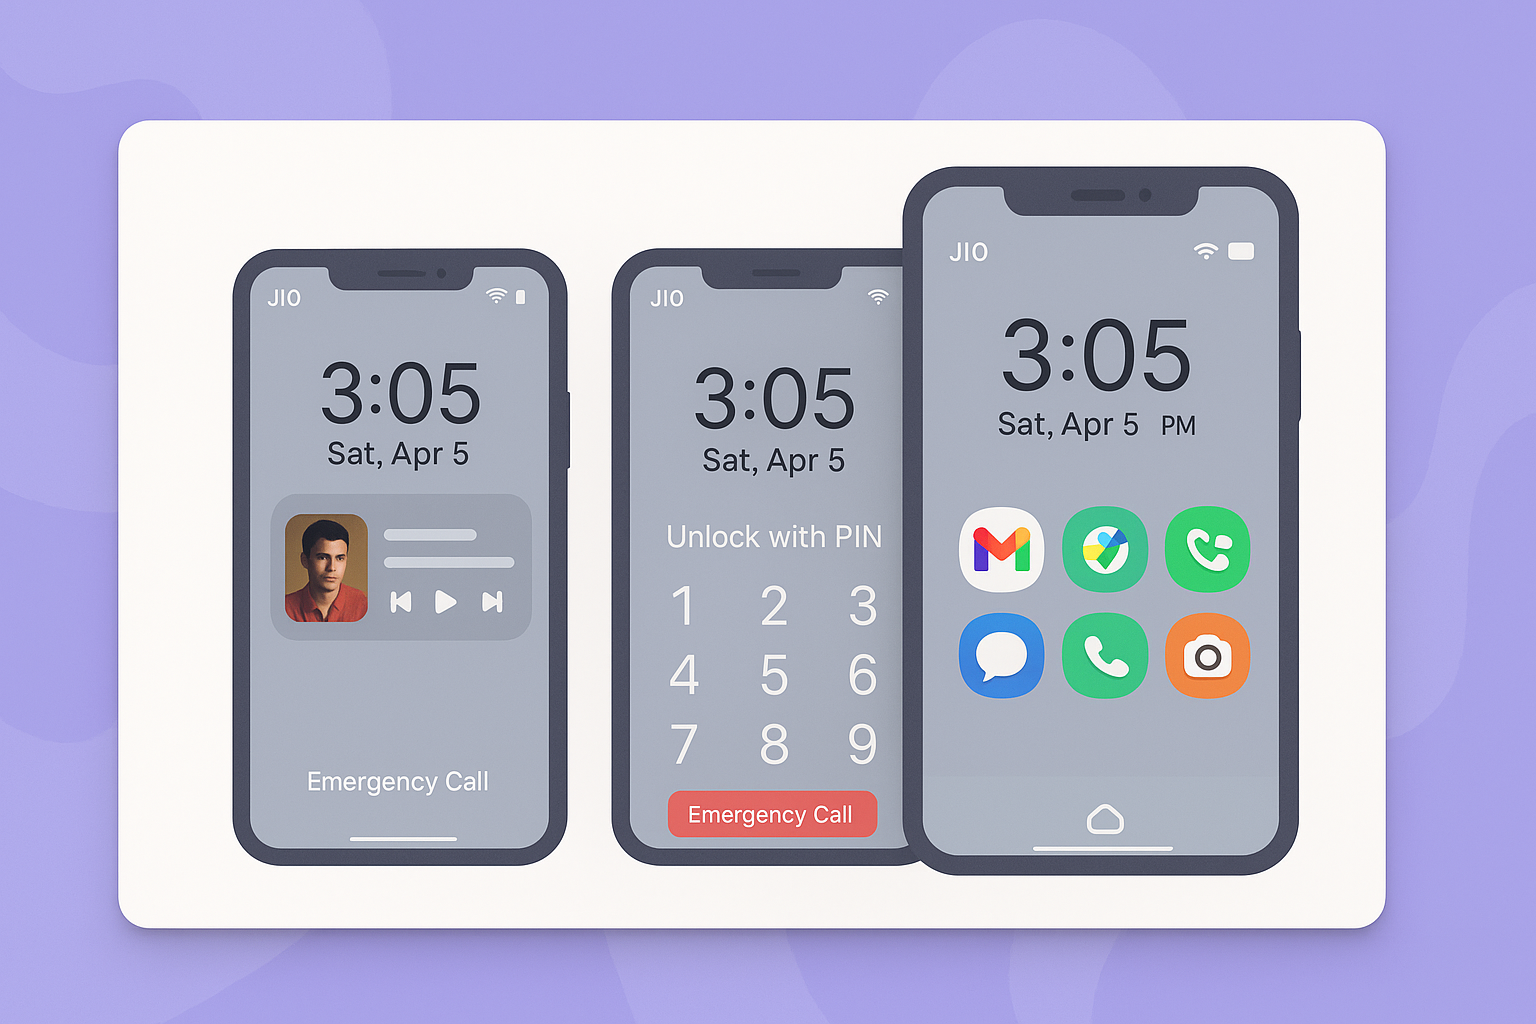 JIO
3:05
Sat, Apr 5
Emergency Call
JIO
3:05
Sat, Apr 5
Unlock with PIN
1 2 3
4 5 6
7 8 9
Emergency Call
JIO
3:05
Sat, Apr 5 PM